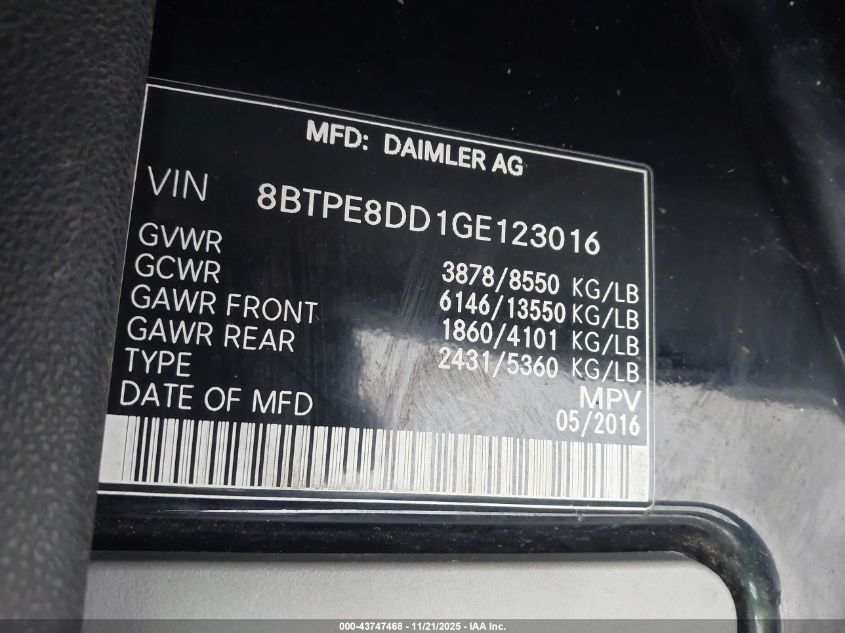 MFD: DAIMLER AG
VIN 8BTPE8DD1GE123016
GVWR 3878/8550 KG/LB
GCWR 6146/13550 KG/LB
GAWR FRONT 1860/4101 KG/LB
GAWR REAR 2431/5360 KG/LB
TYPE MPV
DATE OF MFD 05/2016
000-43747468 - 11/21/2025 - IAA Inc.